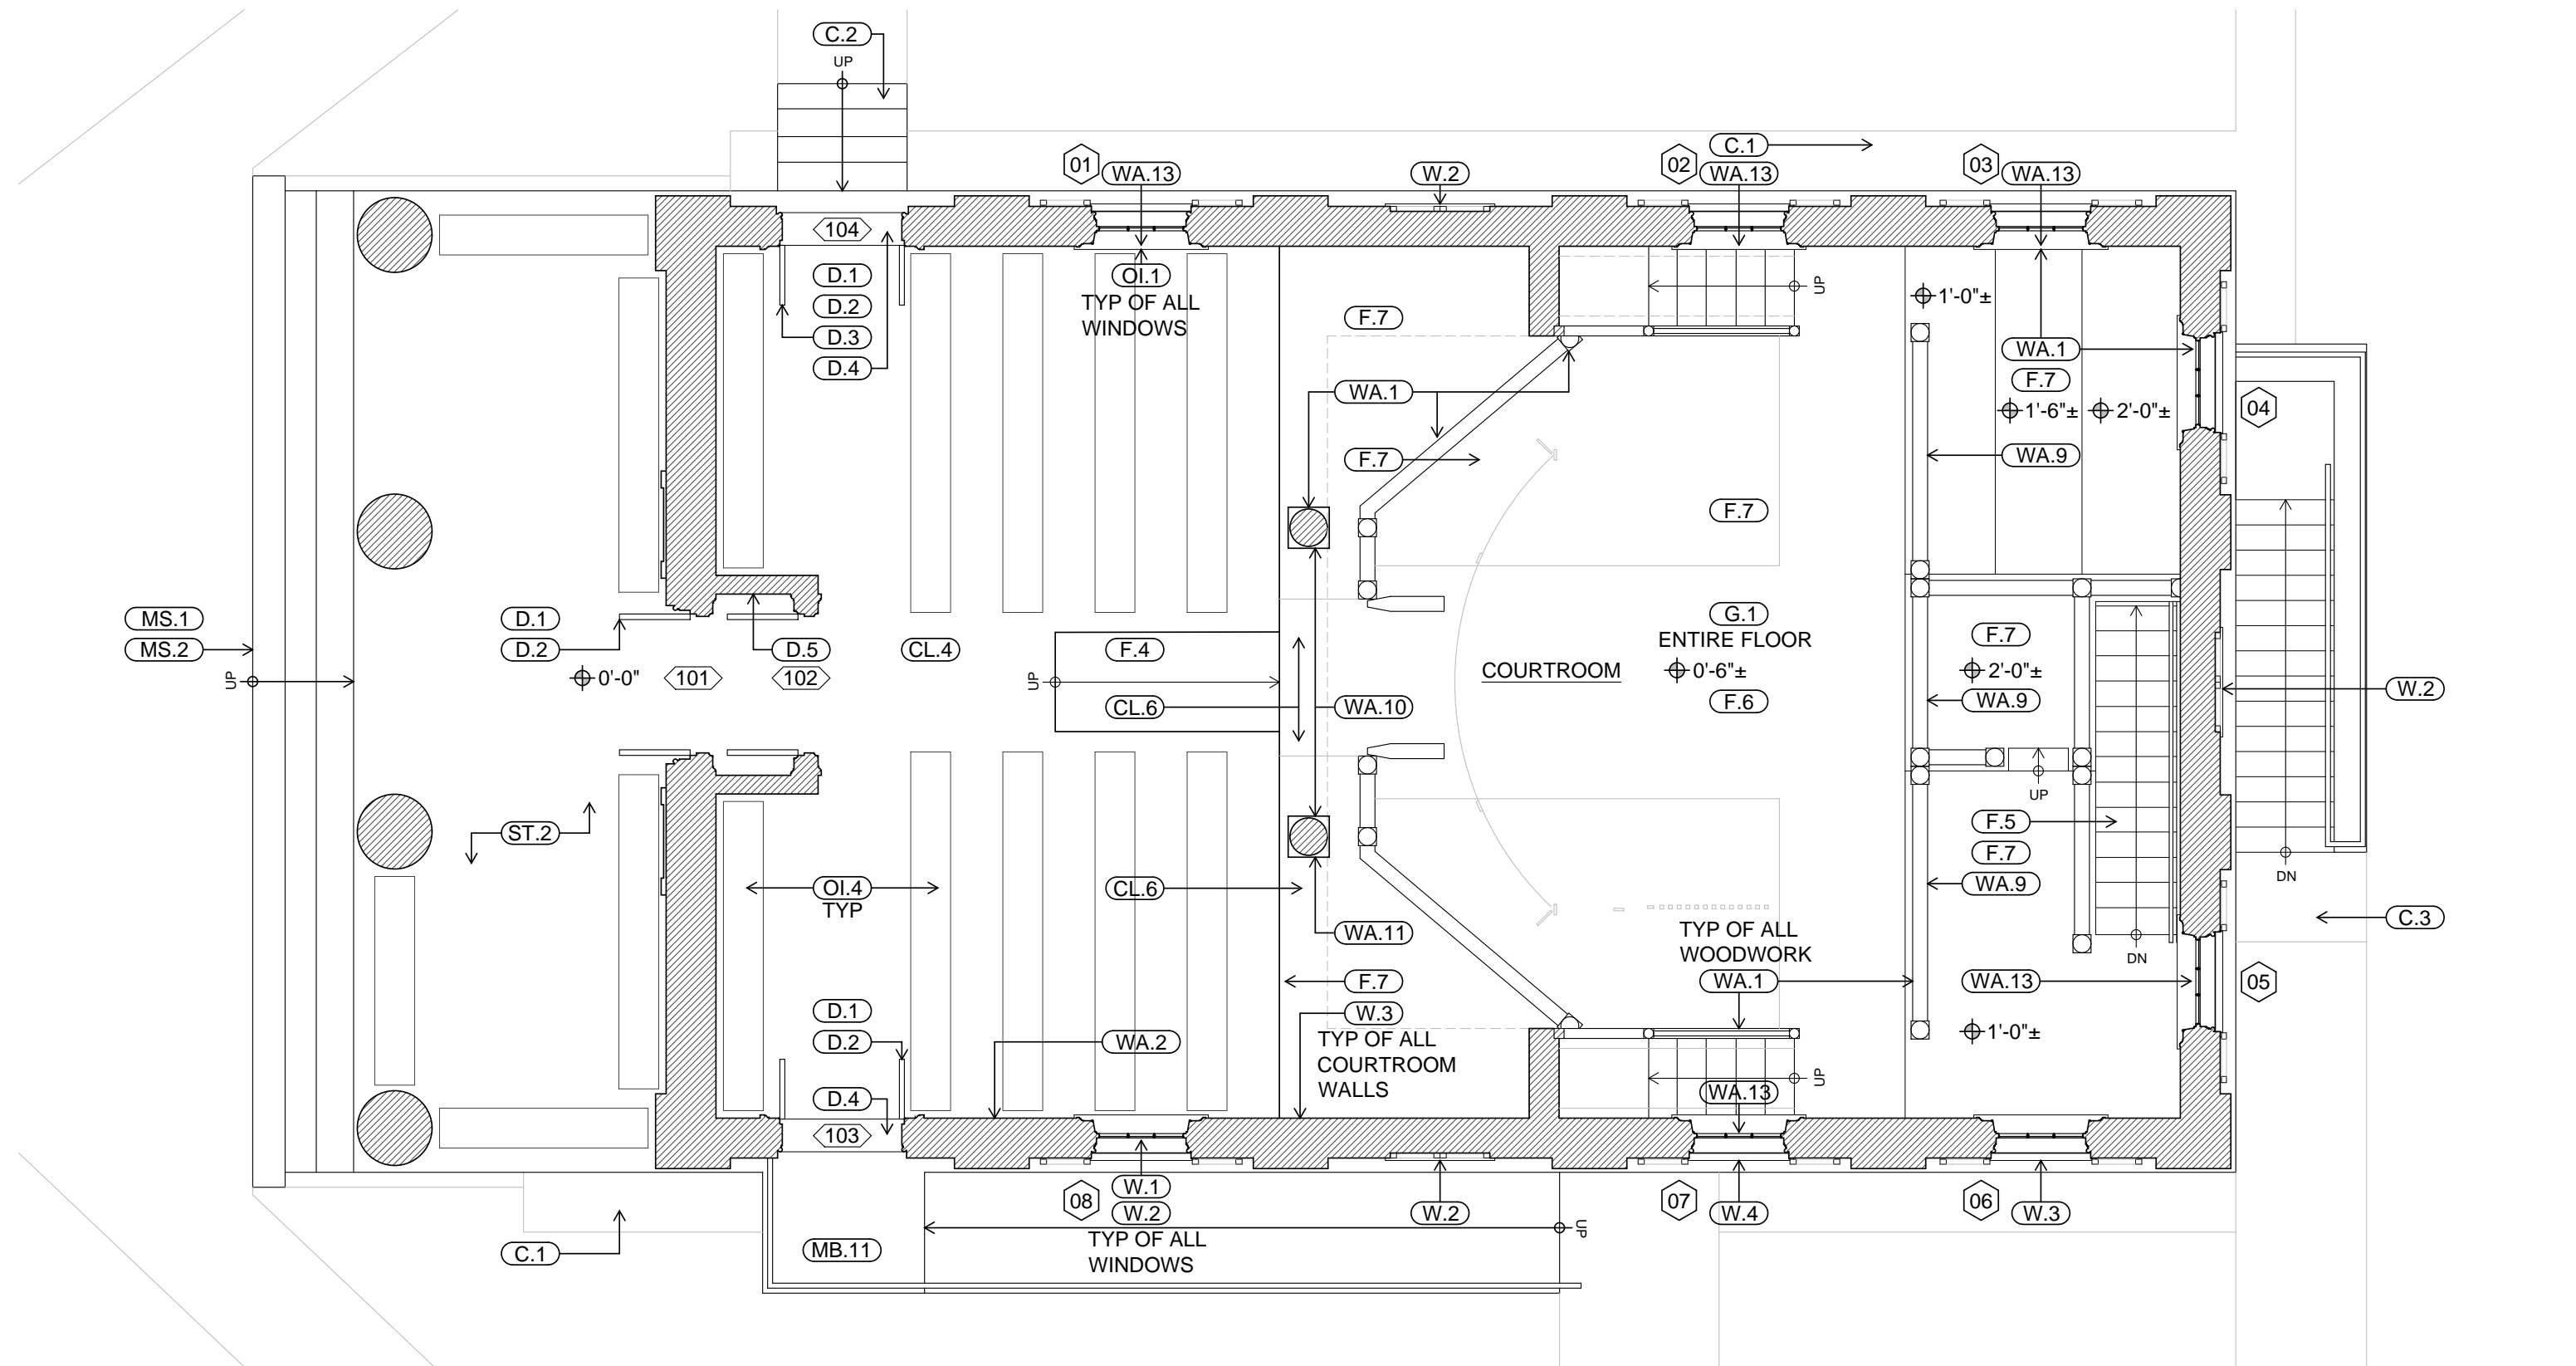 C.2
UP
C.1
01
WA.13
W.2
02
WA.13
03
WA.13
104
D.1
D.2
D.3
D.4
OI.1
TYP OF ALL
WINDOWS
F.7
UP
1'-0"±
WA.1
F.7
1'-6"±
2'-0"±
04
WA.1
F.7
WA.9
F.7
MS.1
MS.2
UP
D.1
D.2
0'-0"
101
D.5
102
CL.4
UP
F.4
CL.6
WA.10
COURTROOM
G.1
ENTIRE FLOOR
0'-6"±
F.6
F.7
2'-0"±
WA.9
W.2
UP
F.5
F.7
WA.9
DN
ST.2
OI.4
TYP
CL.6
WA.11
C.3
TYP OF ALL
WOODWORK
WA.1
DN
WA.13
05
F.7
W.3
TYP OF ALL
COURTROOM
WALLS
1'-0"±
D.1
D.2
WA.2
D.4
UP
WA.13
103
08
W.1
W.2
TYP OF ALL
WINDOWS
W.2
07
W.4
06
W.3
UP
C.1
MB.11